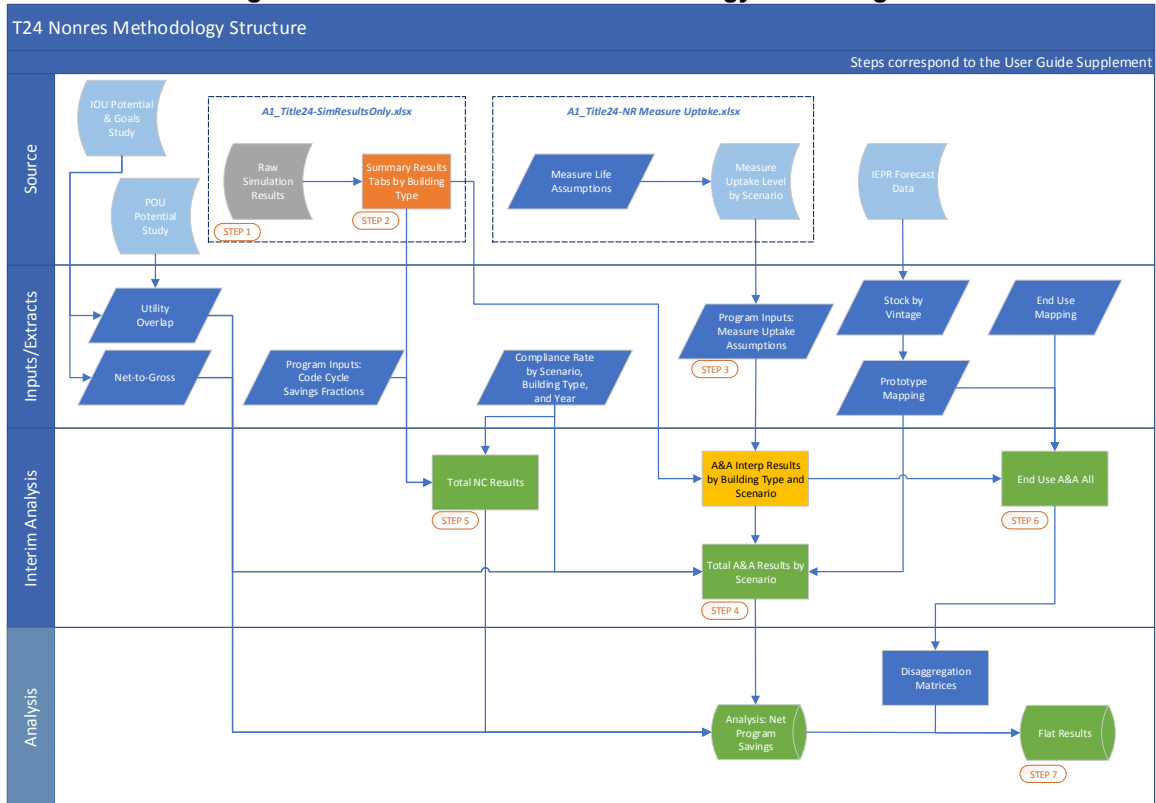 T24 Nonres Methodology Structure
Steps correspond to the User Guide Supplement
Source
IOU Potential
& Goals
Study
POU
Potential
Study
A1_Title24-SimResultsOnly.xlsx
Raw
Simulation
Results
STEP 1
Summary Results
Tabs by Building
Type
STEP 2
A1_Title24-NR Measure Uptake.xlsx
Measure Life
Assumptions
Measure
Uptake Level
by Scenario
IEPR Forecast
Data
Inputs/Extracts
Utility
Overlap
Net-to-Gross
Program Inputs:
Code Cycle
Savings Fractions
Compliance Rate
by Scenario,
Building Type,
and Year
Program Inputs:
Measure Uptake
Assumptions
STEP 3
Stock by
Vintage
Prototype
Mapping
End Use
Mapping
Interim Analysis
Total NC Results
STEP 5
A&A Interp Results
by Building Type and
Scenario
End Use A&A All
STEP 6
Total A&A Results by
Scenario
STEP 4
Analysis
Disaggregation
Matrices
Analysis: Net
Program
Savings
Flat Results
STEP 7